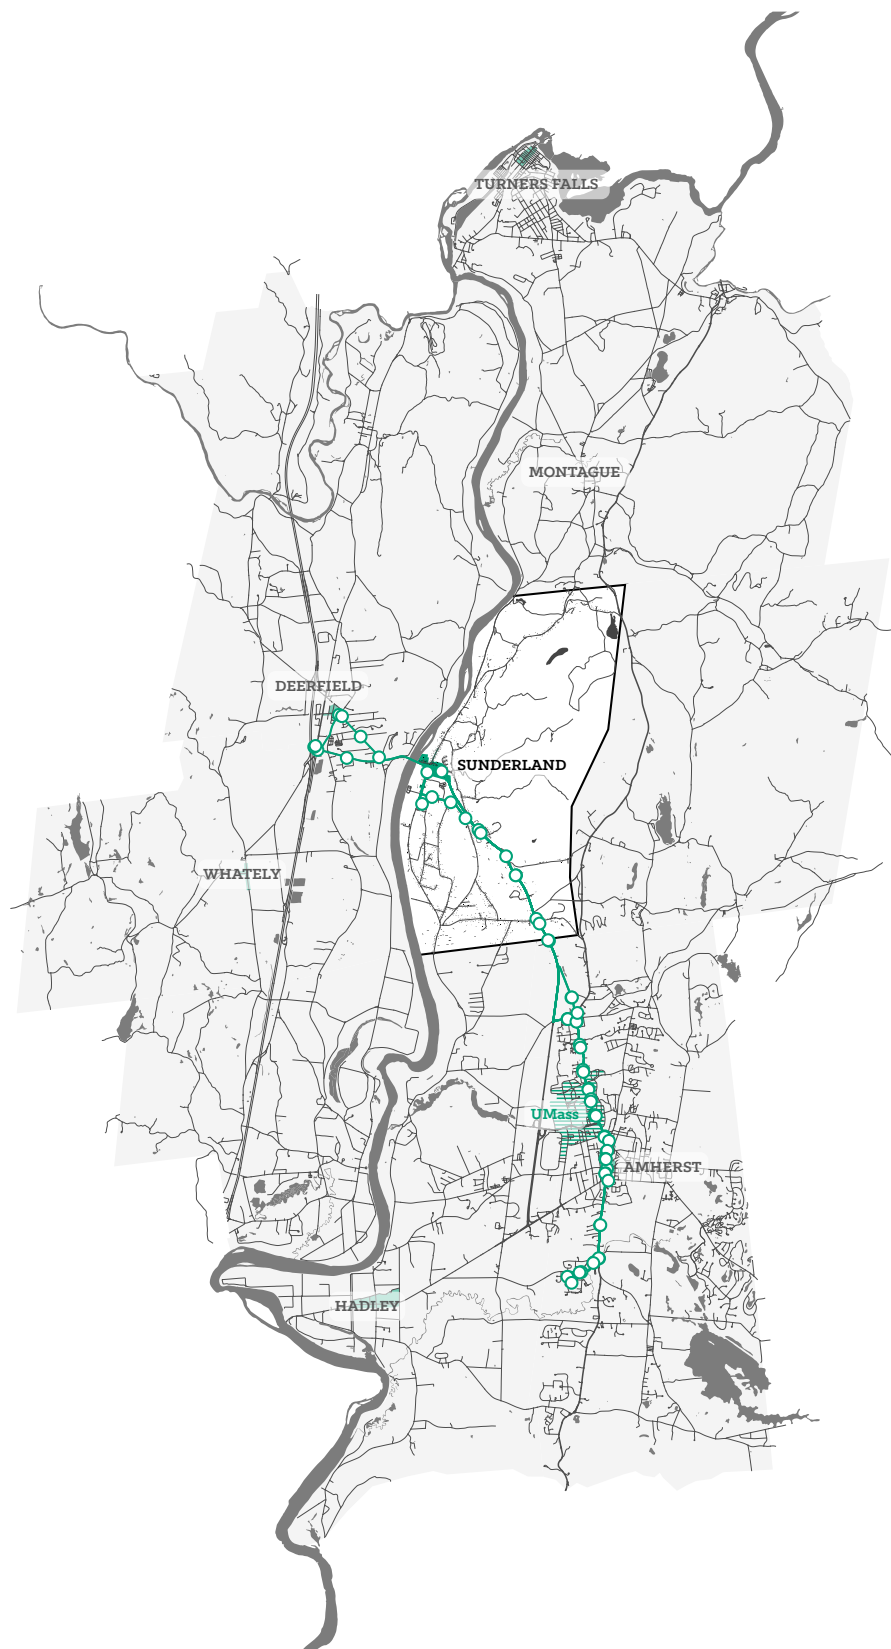 TURNERS FALLS
MONTAGUE
DEERFIELD
SUNDERLAND
WHATELY
UMass
AMHERST
HADLEY